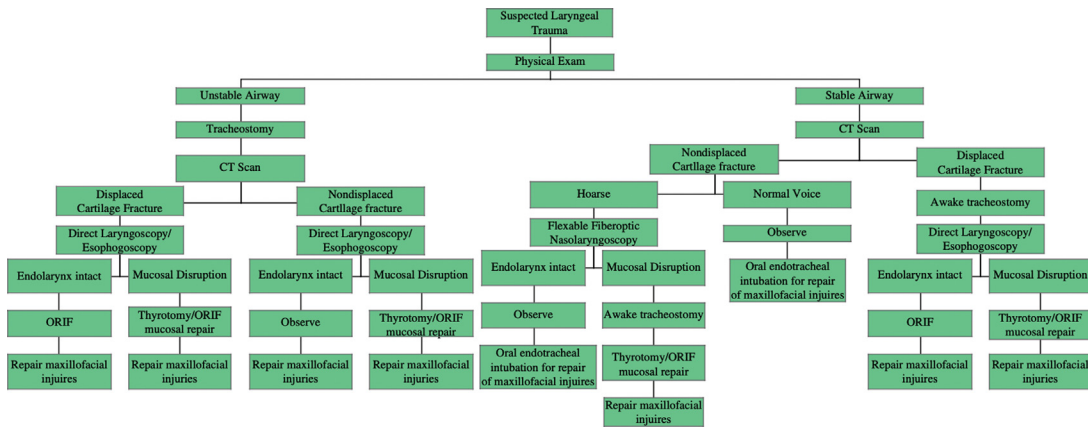 Suspected Laryngeal
Trauma
Physical Exam
Unstable Airway
Stable Airway
Tracheostomy
CT Scan
CT Scan
Nondisplaced
Cartllage fracture
Displaced
Cartilage Fracture
Displaced
Cartilage Fracture
Nondisplaced
Cartllage fracture
Hoarse
Normal Voice
Awake tracheostomy
Direct Laryngoscopy/
Esophogoscopy
Direct Laryngoscopy/
Esophogoscopy
Flexable Fiberoptic
Nasolaryngoscopy
Observe
Direct Laryngoscopy/
Esophogoscopy
Endolarynx intact
Mucosal Disruption
Endolarynx intact
Mucosal Disruption
Endolarynx intact
Mucosal Disruption
Oral endotracheal
intubation for repair
of maxillofacial injuires
Endolarynx intact
Mucosal Disruption
ORIF
Thyrotomy/ORIF
mucosal repair
Observe
Thyrotomy/ORIF
mucosal repair
Observe
Awake tracheostomy
ORIF
Thyrotomy/ORIF
mucosal repair
Repair maxillofacial
injuires
Repair maxillofacial
injuries
Repair maxillofacial
injuries
Repair maxillofacial
injuries
Oral endotracheal
intubation for repair
of maxillofacial injuires
Thyrotomy/ORIF
mucosal repair
Repair maxillofacial
injuires
Repair maxillofacial
injuires
Repair maxillofacial
injuries